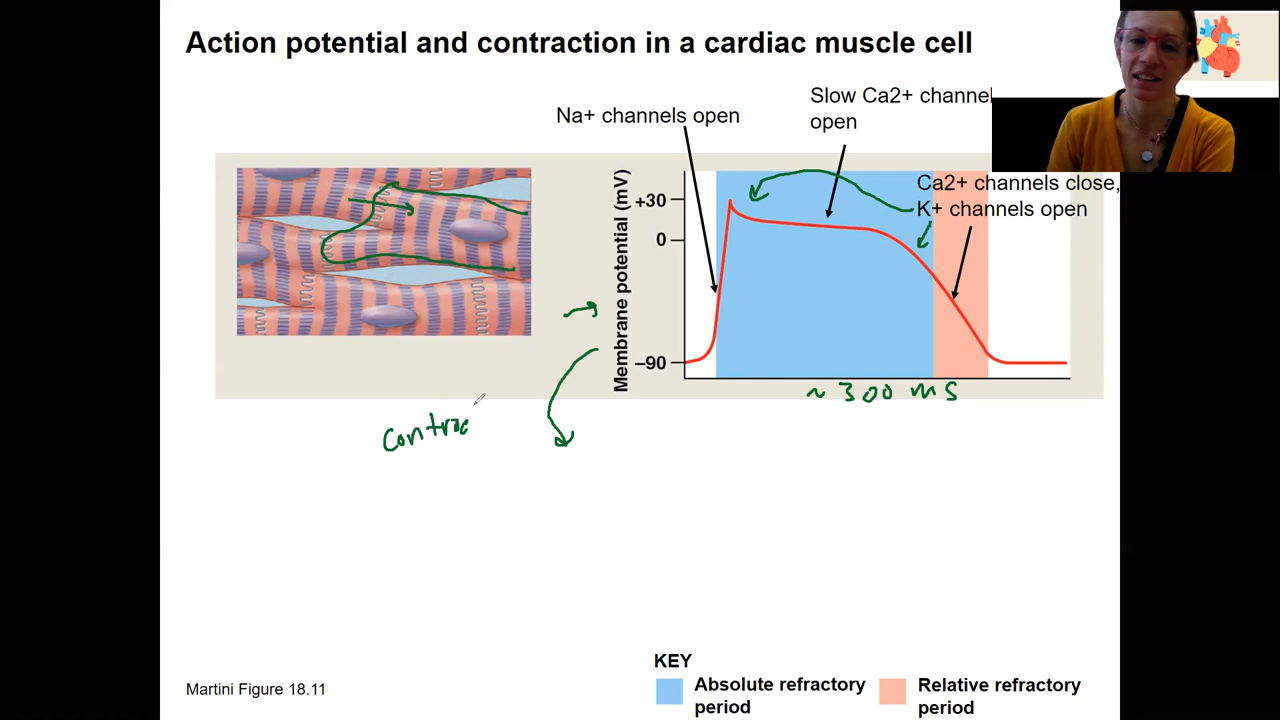 Action potential and contraction in a cardiac muscle cell
Na+ channels open
Slow Ca2+ channel
open
Ca2+ channels close,
K+ channels open
Membrane potential (mV)
+30
0
–90
~ 300 ms
contrac
KEY
Absolute refractory
period
Relative refractory
period
Martini Figure 18.11